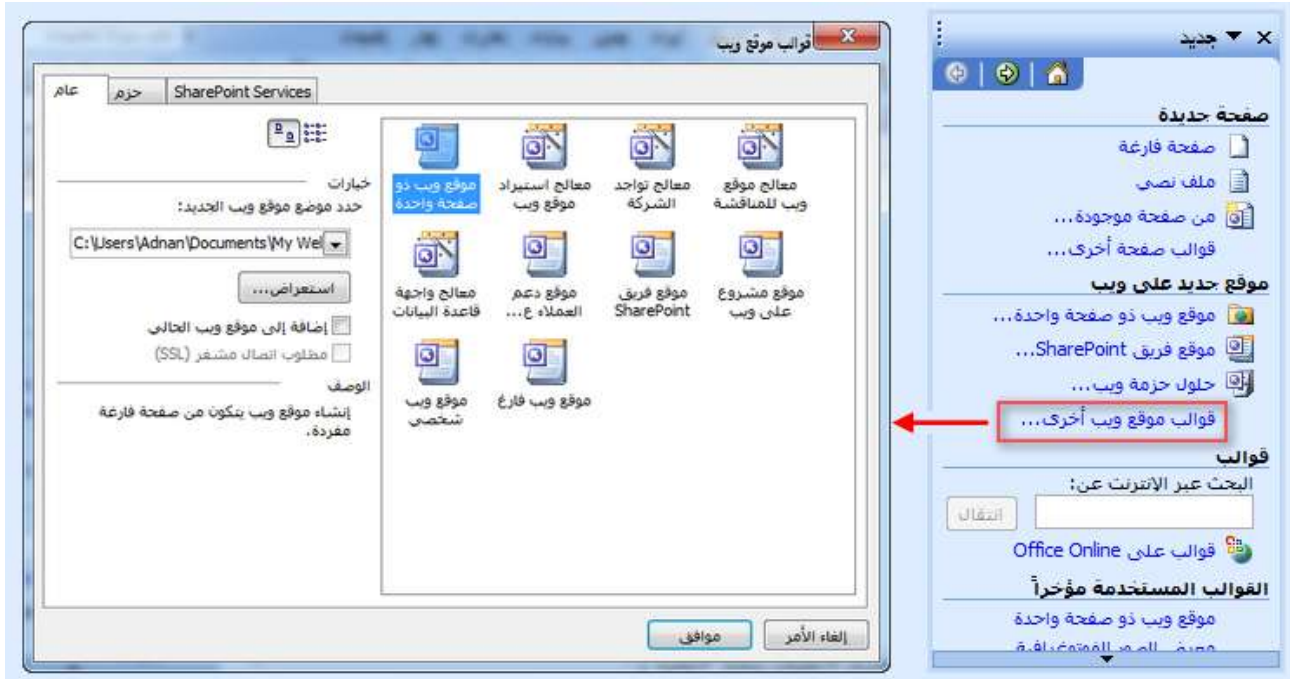 جديد
صفحة جديدة
صفحة فارغة
ملف نصي
من صفحة موجودة...
قوالب صفحة أخرى...
موقع جديد على ويب
موقع ويب ذو صفحة واحدة...
موقع فريق SharePoint...
حلول حزمة ويب...
قوالب موقع ويب أخرى...
قوالب
البحث عبر الانترنت عن:
انتقال
قوالب على Office Online
القوالب المستخدمة مؤخراً
موقع ويب ذو صفحة واحدة
معرض الصور الفوتوغرافية
قوالب موقع ويب
عام
حزم
SharePoint Services
معالج موقع
ويب للمناقشة
معالج تواجد
الشركة
معالج استيراد
موقع ويب
موقع ويب ذو
صفحة واحدة
موقع مشروع
على ويب
موقع فريق
SharePoint
موقع دعم
العملاء ع...
معالج واجهة
قاعدة البيانات
موقع ويب فارغ
موقع ويب
شخصي
خيارات
حدد موضع موقع ويب الجديد:
C:\Users\Adnan\Documents\My Wel
استعراض...
إضافة إلى موقع ويب الحالي
مطلوب اتصال مشفر (SSL)
الوصف
إنشاء موقع ويب يتكون من صفحة فارغة
مفردة.
إلغاء الأمر
موافق